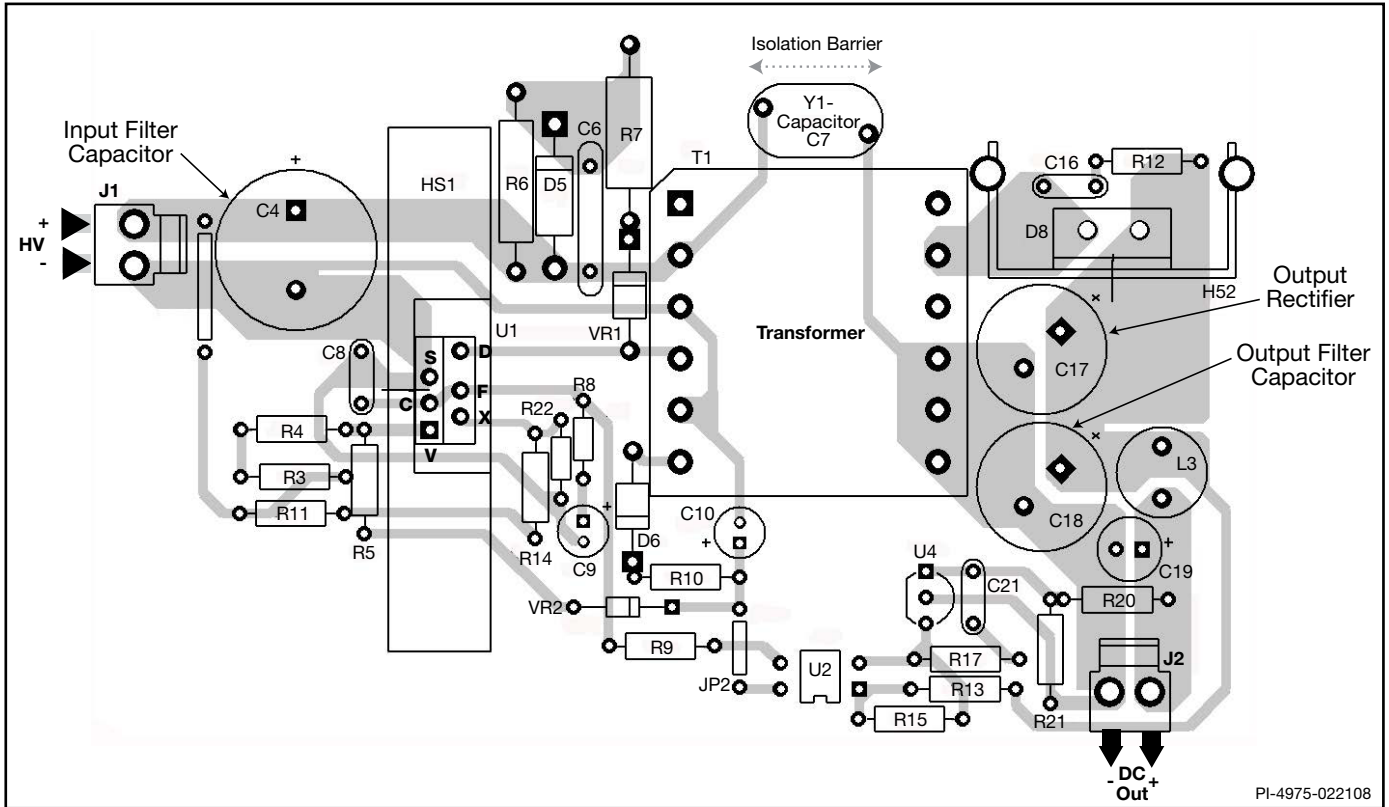 Isolation Barrier
Y1-
Capacitor
C7
Input Filter
Capacitor
+
J1
C4
HS1
R6
D5
C6
R7
T1
C16
R12
+
HV
-
D8
H52
Output
Rectifier
VR1
Transformer
U1
C8
S
D
C17
Output Filter
Capacitor
C
F
X
V
R8
R22
R4
R3
R11
R5
R14
+
C9
D6
C10
+
L3
C18
+
C19
R10
VR2
U4
C21
R20
R9
JP2
U2
R17
R13
R15
R21
J2
- DC +
Out
PI-4975-022108